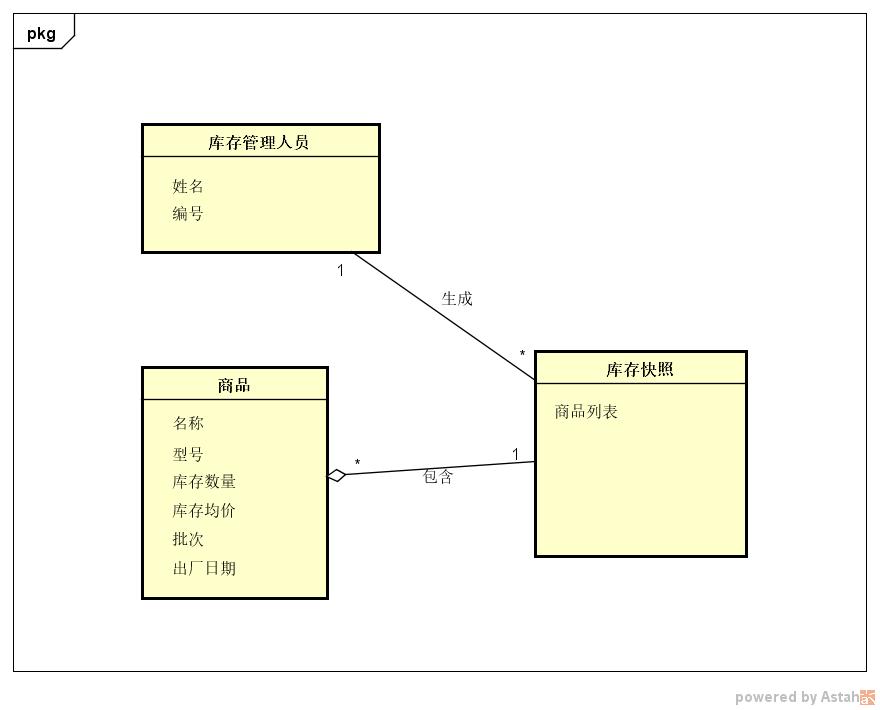 pkg
库存管理人员
姓名
编号
1
生成
*
商品
名称
型号
库存数量
库存均价
批次
出厂日期
*
包含
1
库存快照
商品列表
powered by Astah